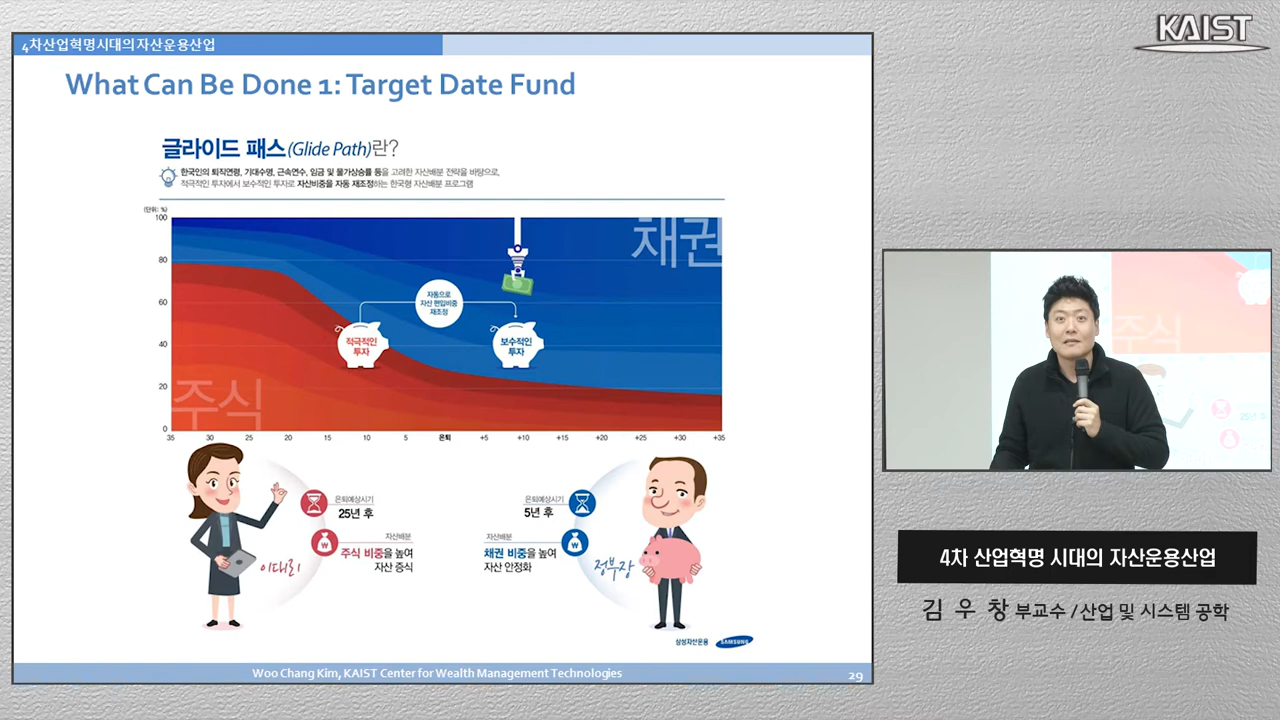 KAIST
4차산업혁명시대의자산운용산업
What Can Be Done 1: Target Date Fund
글라이드 패스(Glide Path)란?
한국인의 퇴직연령, 기대수명, 근속연수, 임금 및 물가상승률 등을 고려한 자산배분 전략을 바탕으로,
적극적인 투자에서 보수적인 투자로 자산비중을 자동 재조정하는 한국형 자산배분 프로그램
(단위: %)
100
80
60
40
20
0
채권
주식
자동으로
자산 편입비중
재조정
적극적인
투자
보수적인
투자
35 30 25 20 15 10 5 은퇴 +5 +10 +15 +20 +25 +30 +35
이대리
은퇴예상시기
25년 후
자산배분
주식 비중을 높여
자산 증식
은퇴예상시기
5년 후
자산배분
채권 비중을 높여
자산 안정화
정부장
삼성자산운용 SAMSUNG
Woo Chang Kim, KAIST Center for Wealth Management Technologies
29
주식
25년 후
4차 산업혁명 시대의 자산운용산업
김 우 창 부교수 / 산업 및 시스템 공학